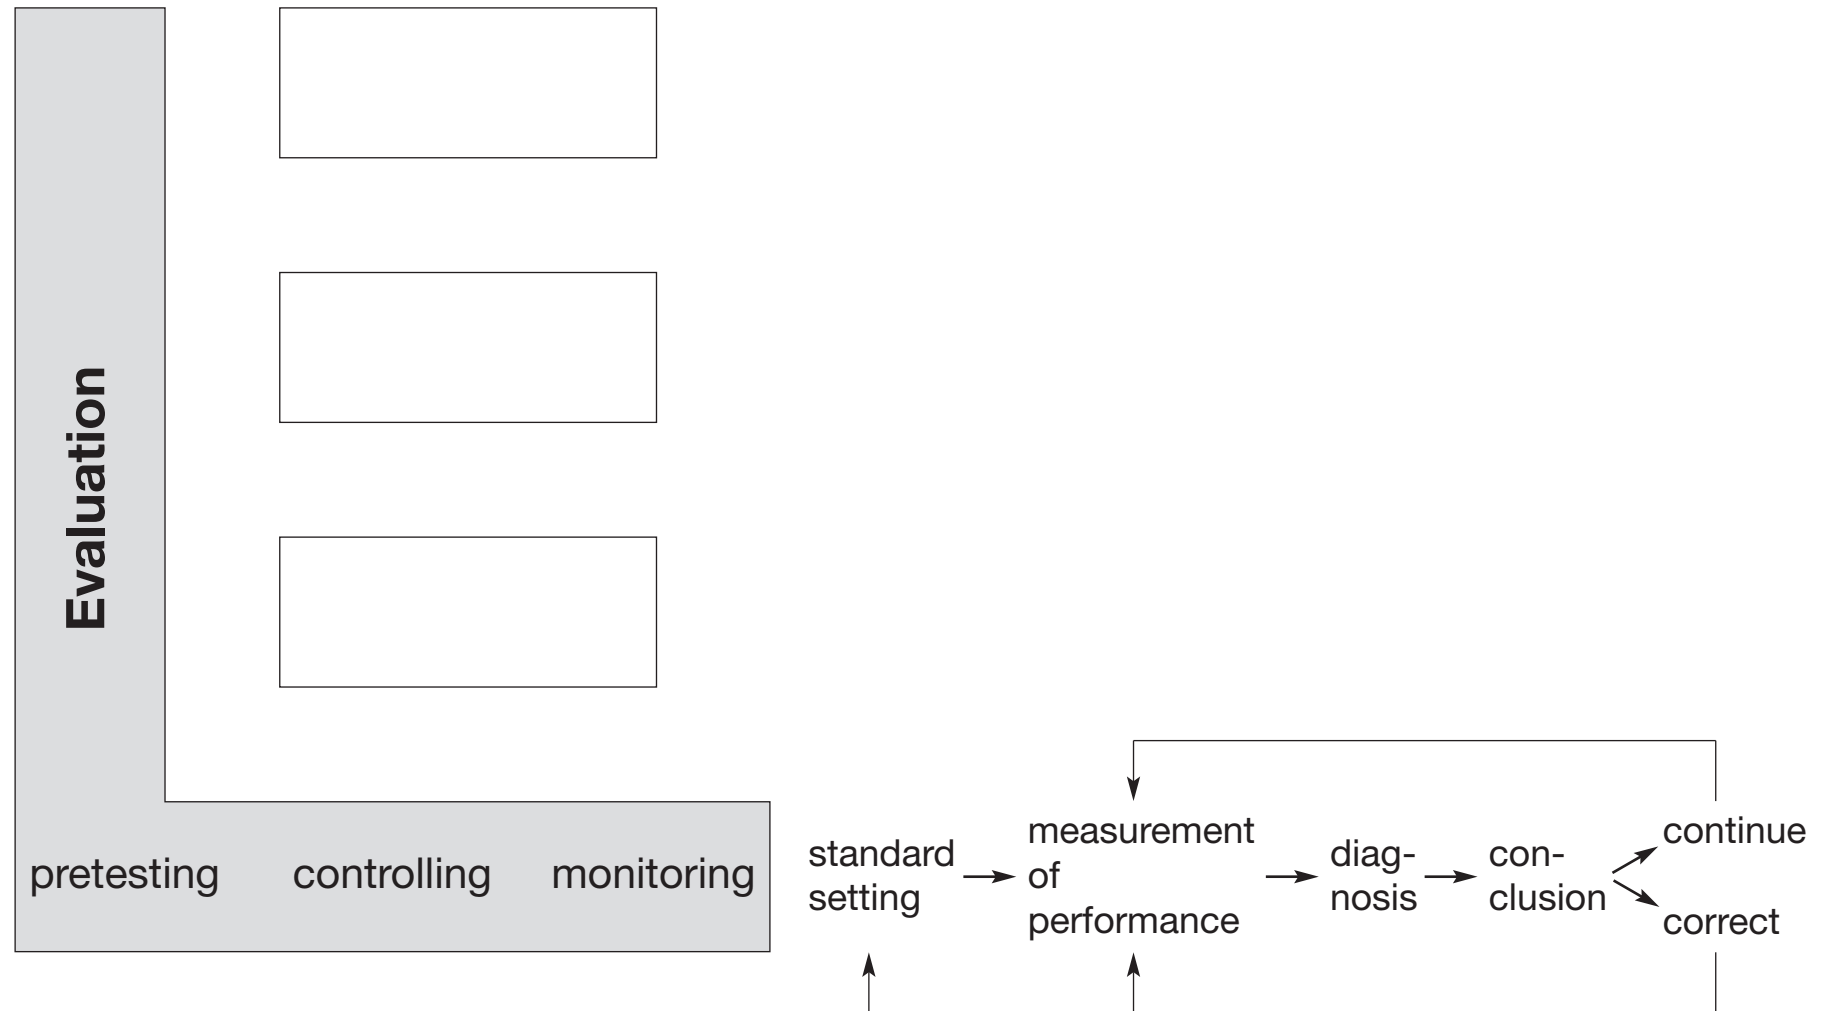 Evaluation
pretesting controlling monitoring
standard
setting
measurement
of
performance
diag-
nosis
con-
clusion
continue
correct